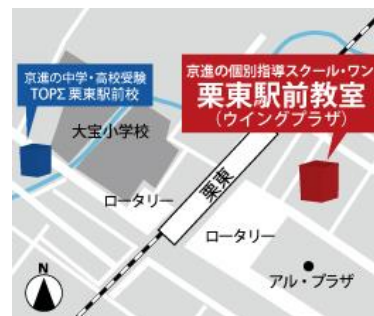 京進の中学・高校受験
TOPΣ 栗東駅前校
京進の個別指導スクール・ワン
栗東駅前教室
(ウイングプラザ)
大宝小学校
ロータリー
栗東
ロータリー
アル・プラザ
N